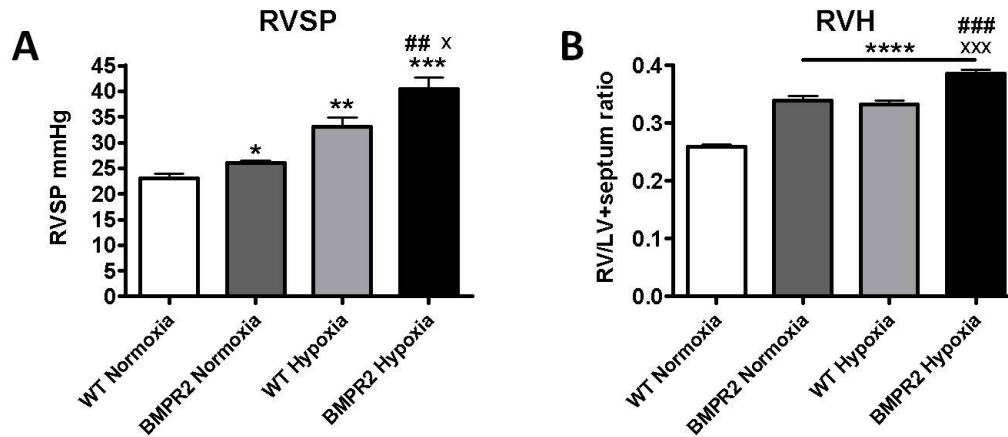 A
RVSP
## x
***
**
*
RVSP mmHg
45
40
35
30
25
20
15
10
5
0
WT Normoxia
BMPR2 Normoxia
WT Hypoxia
BMPR2 Hypoxia
B
RVH
###
xxx
****
RV/LV+septum ratio
0.4
0.3
0.2
0.1
0.0
WT Normoxia
BMPR2 Normoxia
WT Hypoxia
BMPR2 Hypoxia